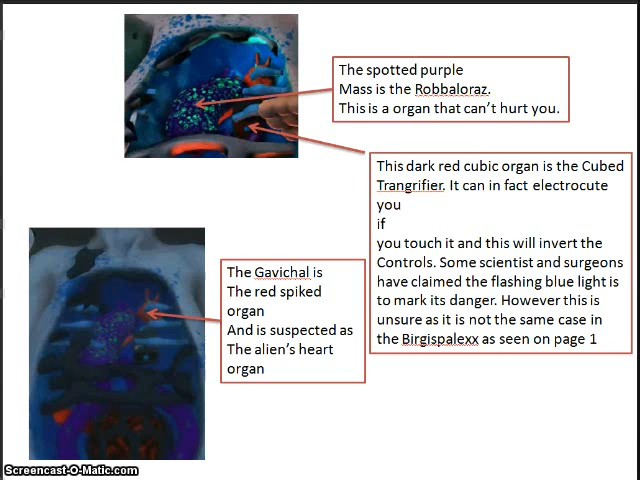 The spotted purple
Mass is the Robbaloraz.
This is a organ that can't hurt you.
This dark red cubic organ is the Cubed
Trangrifier. It can in fact electrocute
you
if
you touch it and this will invert the
Controls. Some scientist and surgeons
have claimed the flashing blue light is
to mark its danger. However this is
unsure as it is not the same case in
the Birgispalexx as seen on page 1
The Gavichal is
The red spiked
organ
And is suspected as
The alien's heart
organ
Screencast-O-Matic.com